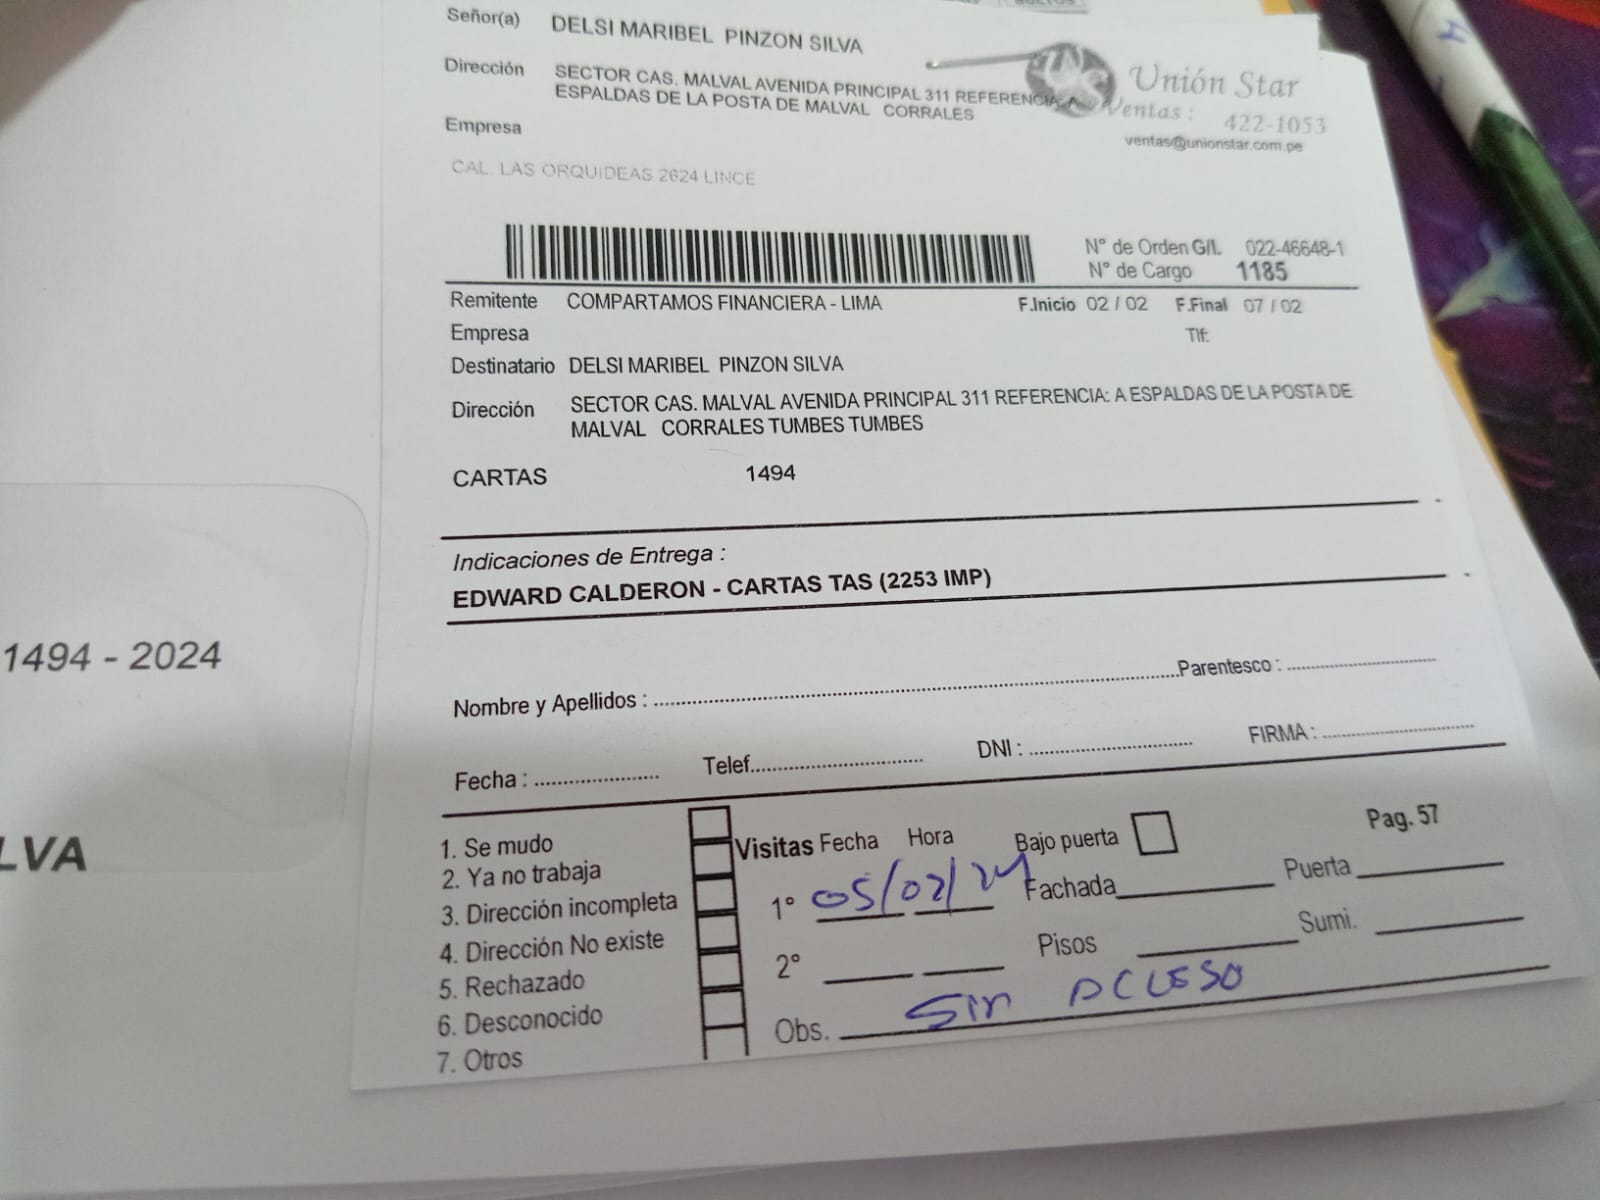 Señor(a) DELSI MARIBEL PINZON SILVA
Dirección SECTOR CAS. MALVAL AVENIDA PRINCIPAL 311 REFERENCIA: A
ESPALDAS DE LA POSTA DE MALVAL CORRALES
Unión Star
Ventas :
422-1053
ventas@unionstar.com.pe
Empresa
CAL. LAS ORQUIDEAS 2624 LINCE
N° de Orden G/I. 022-46648-1
N° de Cargo 1185
Remitente COMPARTAMOS FINANCIERA - LIMA F.Inicio 02 / 02 F.Final 07 / 02
Empresa Tlf:
Destinatario DELSI MARIBEL PINZON SILVA
Dirección SECTOR CAS. MALVAL AVENIDA PRINCIPAL 311 REFERENCIA: A ESPALDAS DE LA POSTA DE
MALVAL CORRALES TUMBES TUMBES
CARTAS 1494
Indicaciones de Entrega :
EDWARD CALDERON - CARTAS TAS (2253 IMP)
1494 - 2024
Nombre y Apellidos : Parentesco :
Fecha : Telef. DNI : FIRMA :
LVA
1. Se mudo
2. Ya no trabaja
3. Dirección incompleta
4. Dirección No existe
5. Rechazado
6. Desconocido
7. Otros
Visitas Fecha Hora Bajo puerta Pag. 57
1° 05/02/24 Fachada Puerta
2° Pisos Sumi.
Obs. Sin acceso